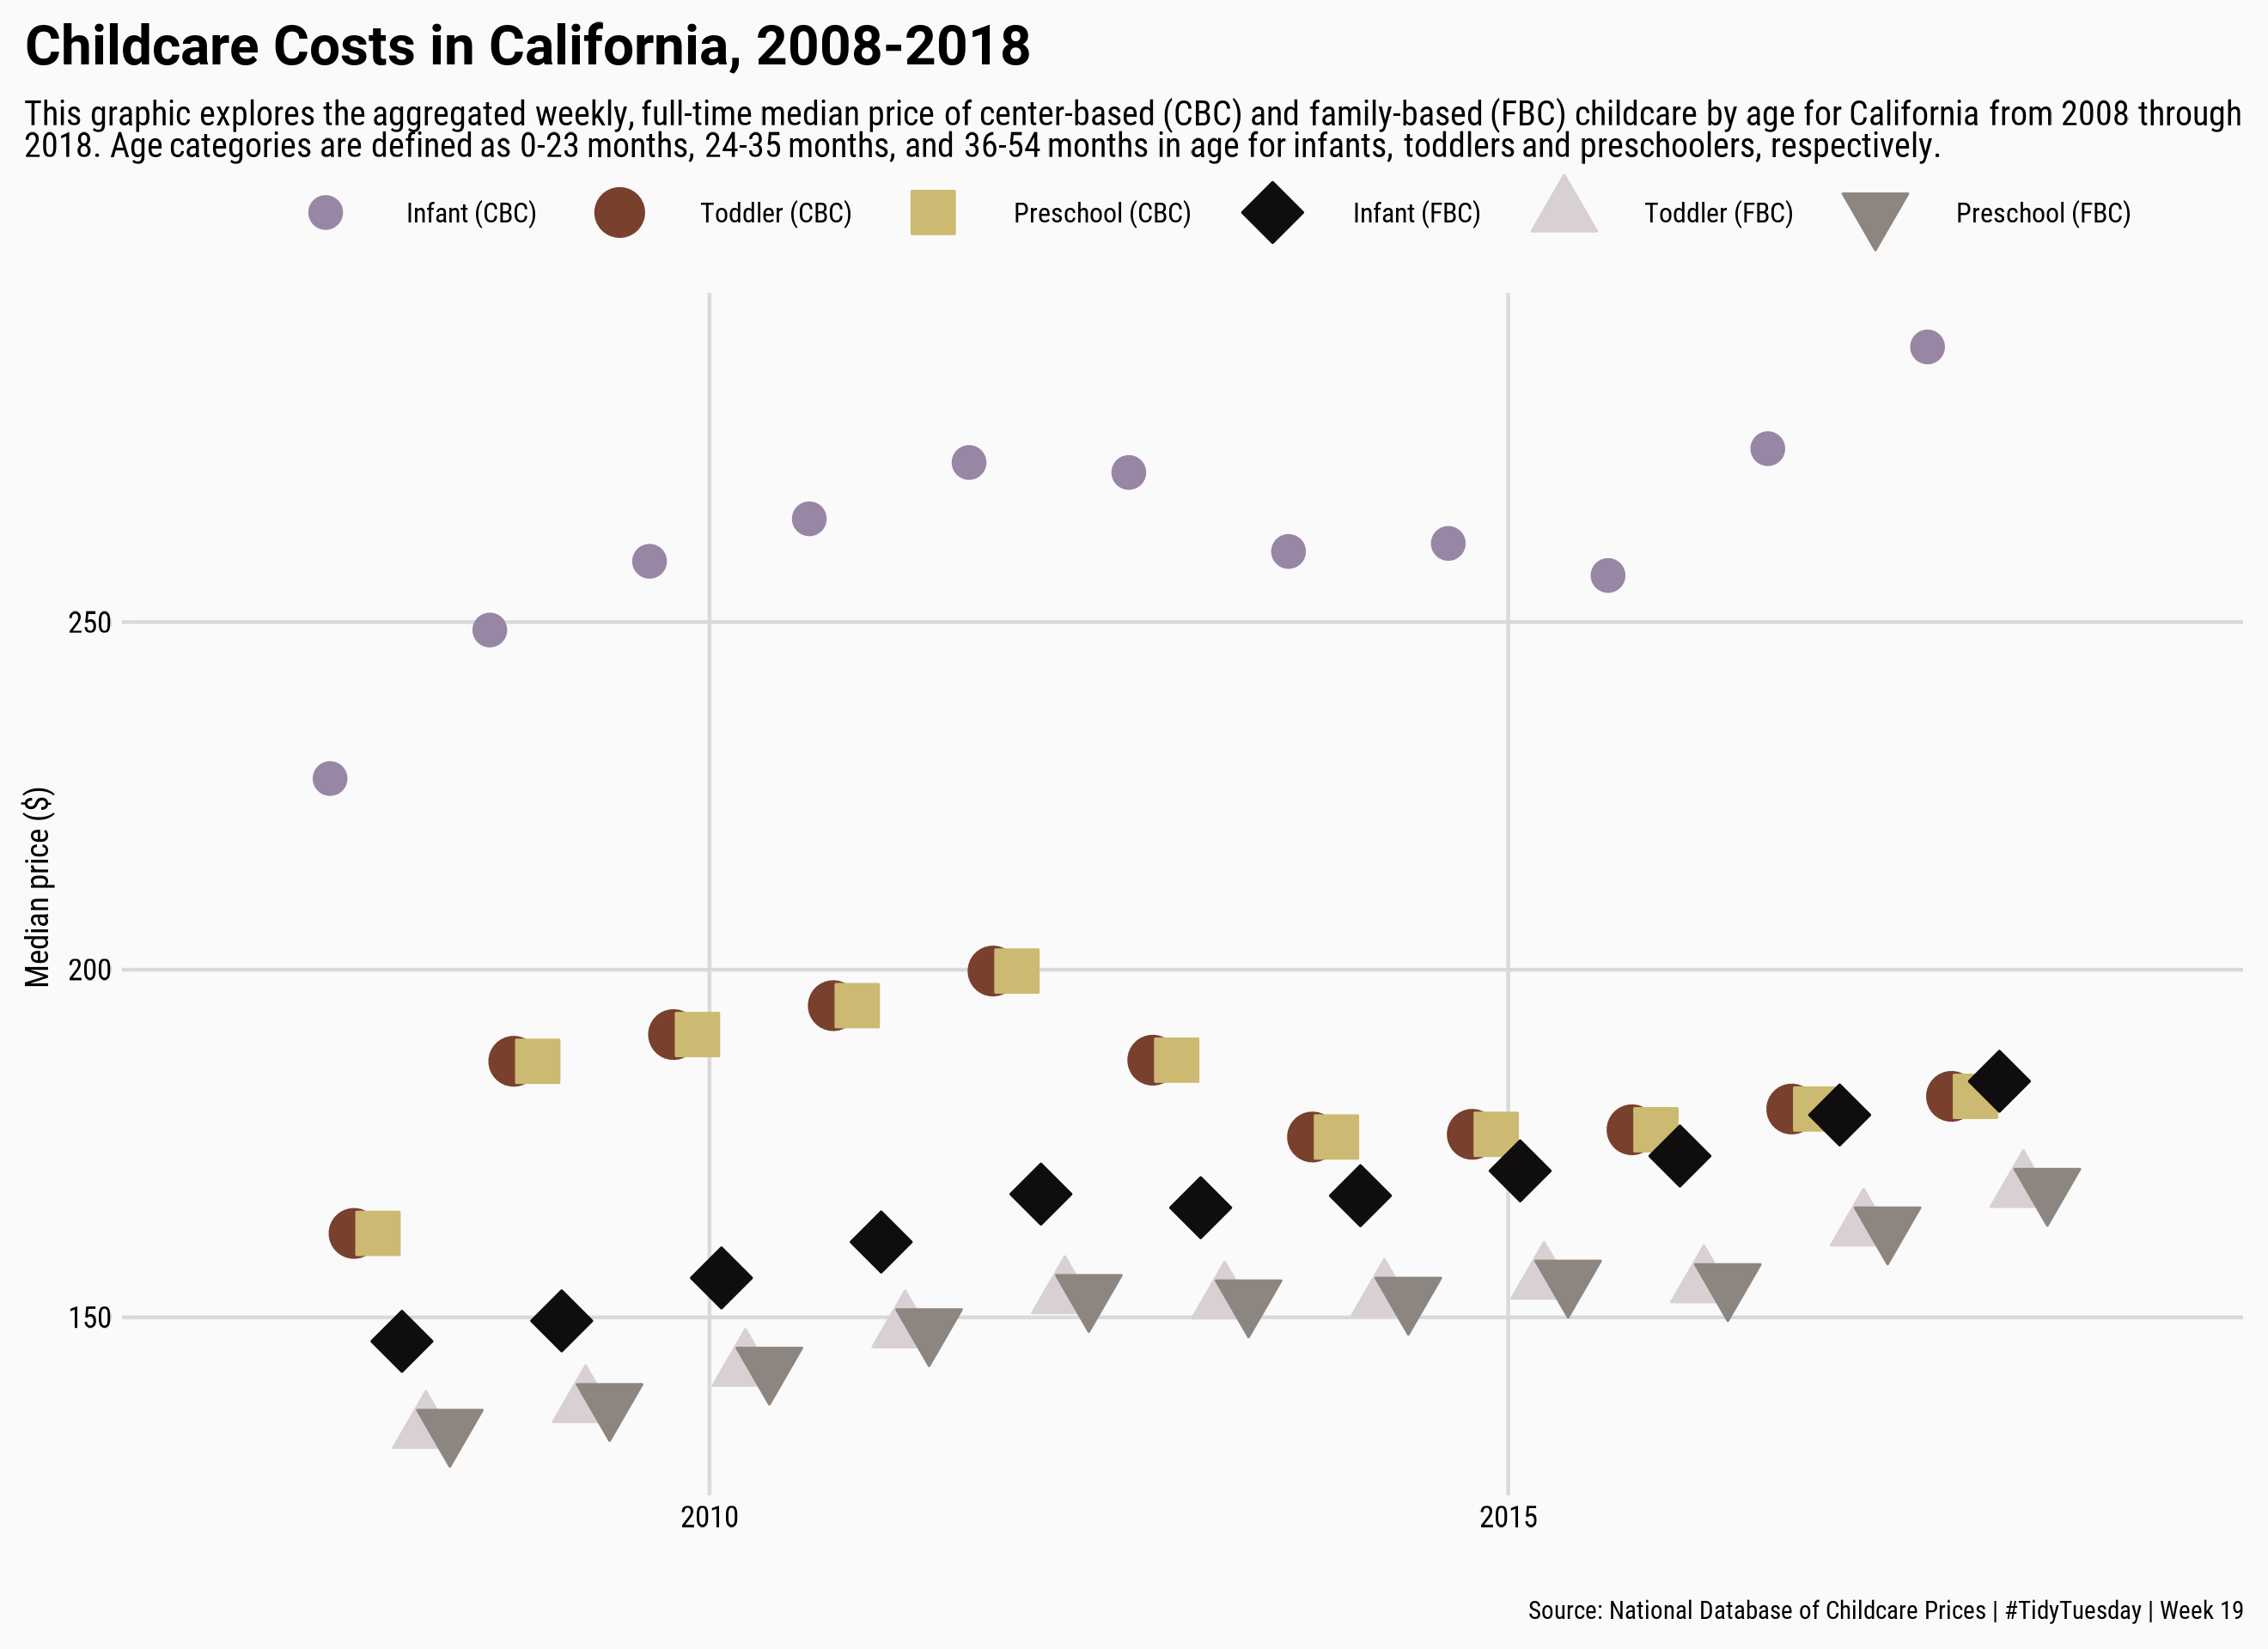 Childcare Costs in California, 2008-2018
This graphic explores the aggregated weekly, full-time median price of center-based (CBC) and family-based (FBC) childcare by age for California from 2008 through
2018. Age categories are defined as 0-23 months, 24-35 months, and 36-54 months in age for infants, toddlers and preschoolers, respectively.
Infant (CBC) Toddler (CBC) Preschool (CBC) Infant (FBC) Toddler (FBC) Preschool (FBC)
250
200
150
Median price ($)
2010 2015
Source: National Database of Childcare Prices | #TidyTuesday | Week 19